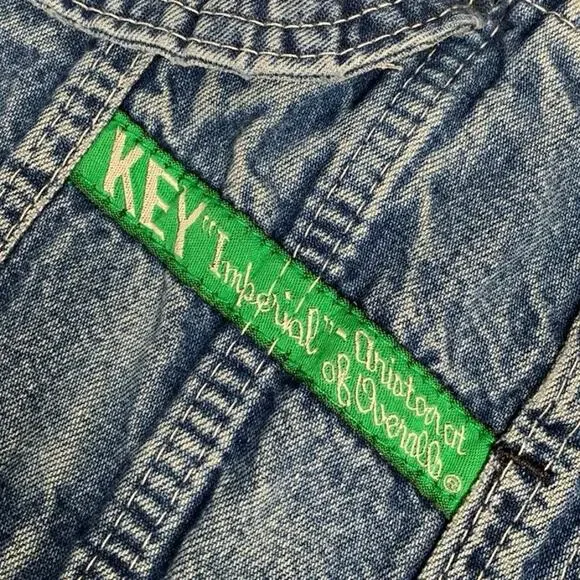 KEY "Imperial" - Aristocrat
of Overalls ®